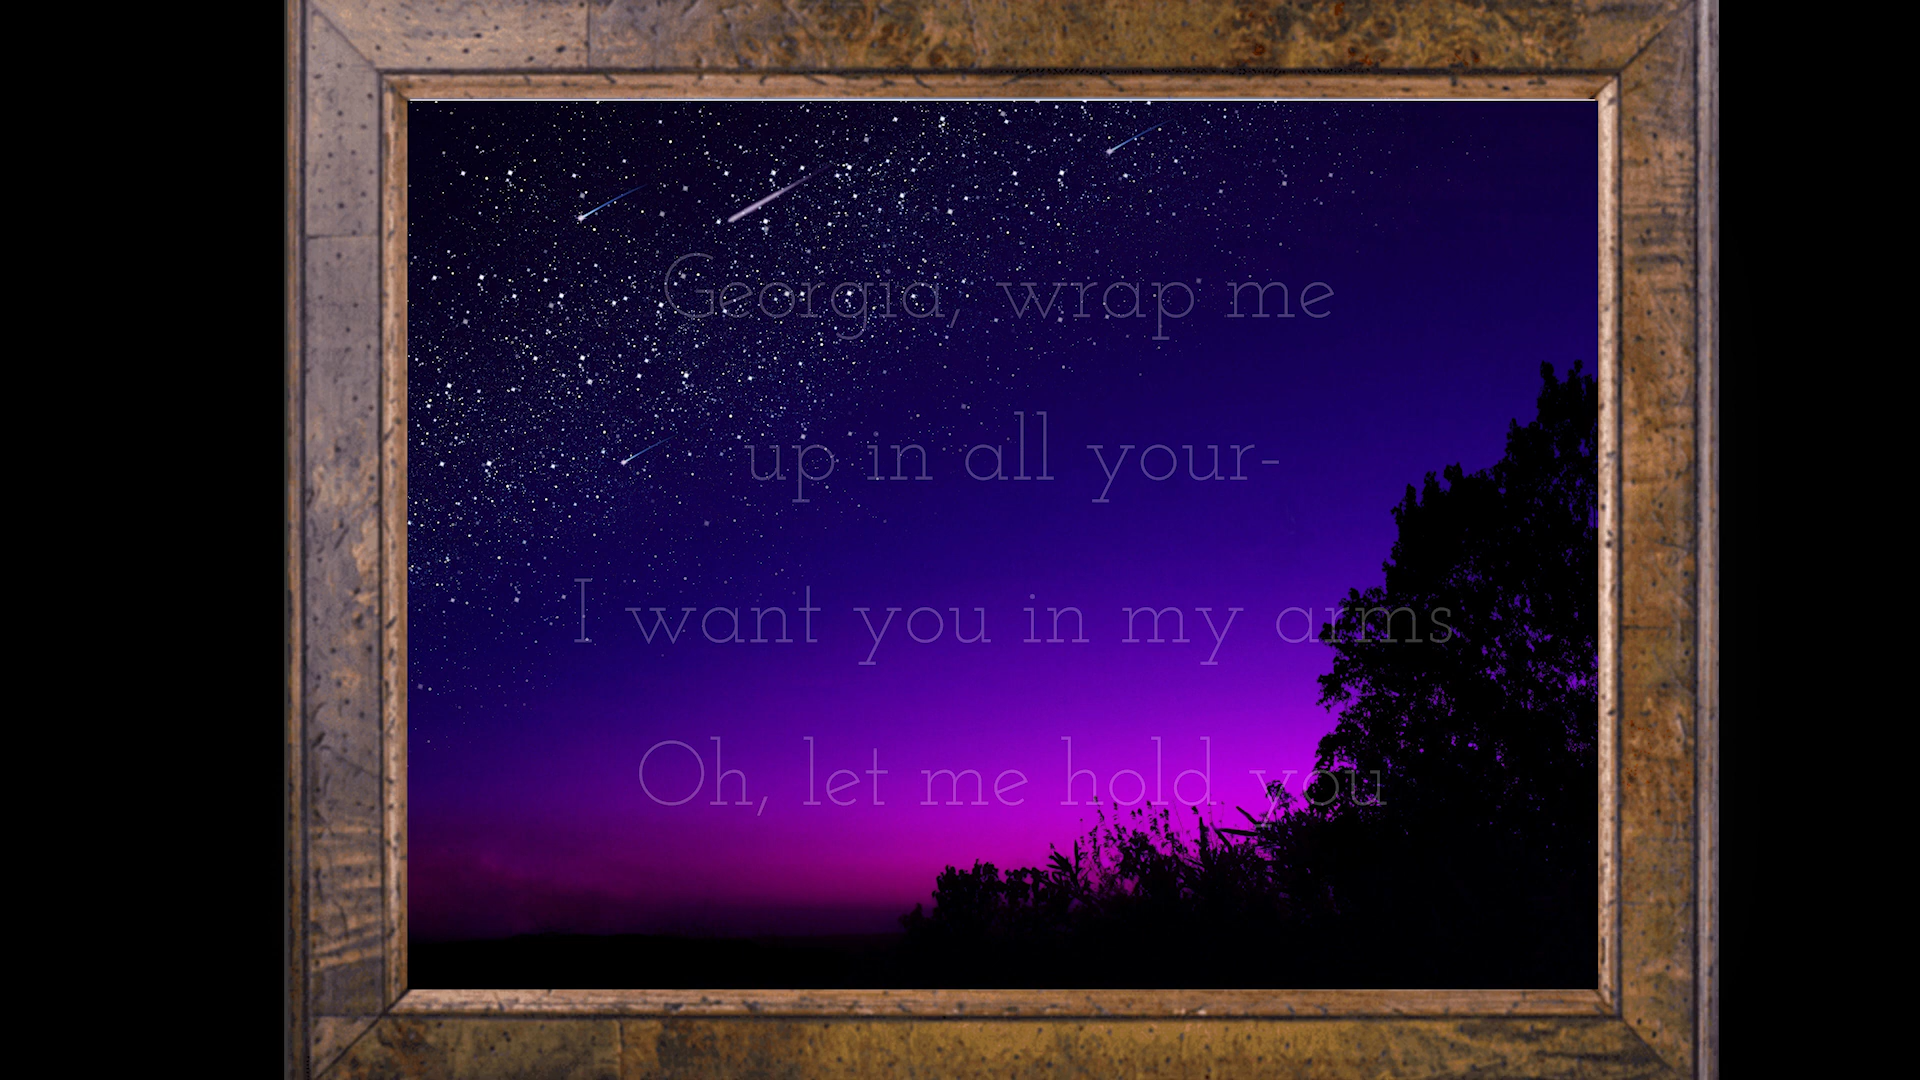 Georgia, wrap me
up in all your-
I want you in my arms
Oh, let me hold you